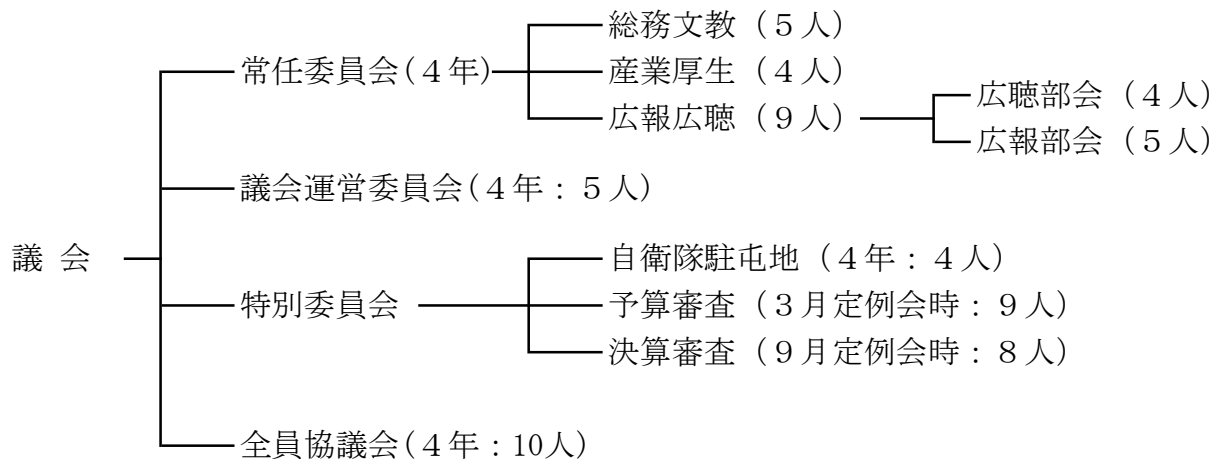 総務文教（５人）
常任委員会（４年）
産業厚生（４人）
広報広聴（９人）
広聴部会（４人）
広報部会（５人）
議会運営委員会（４年：５人）
議 会
自衛隊駐屯地（４年：４人）
特別委員会
予算審査（３月定例会時：９人）
決算審査（９月定例会時：８人）
全員協議会（４年：10人）